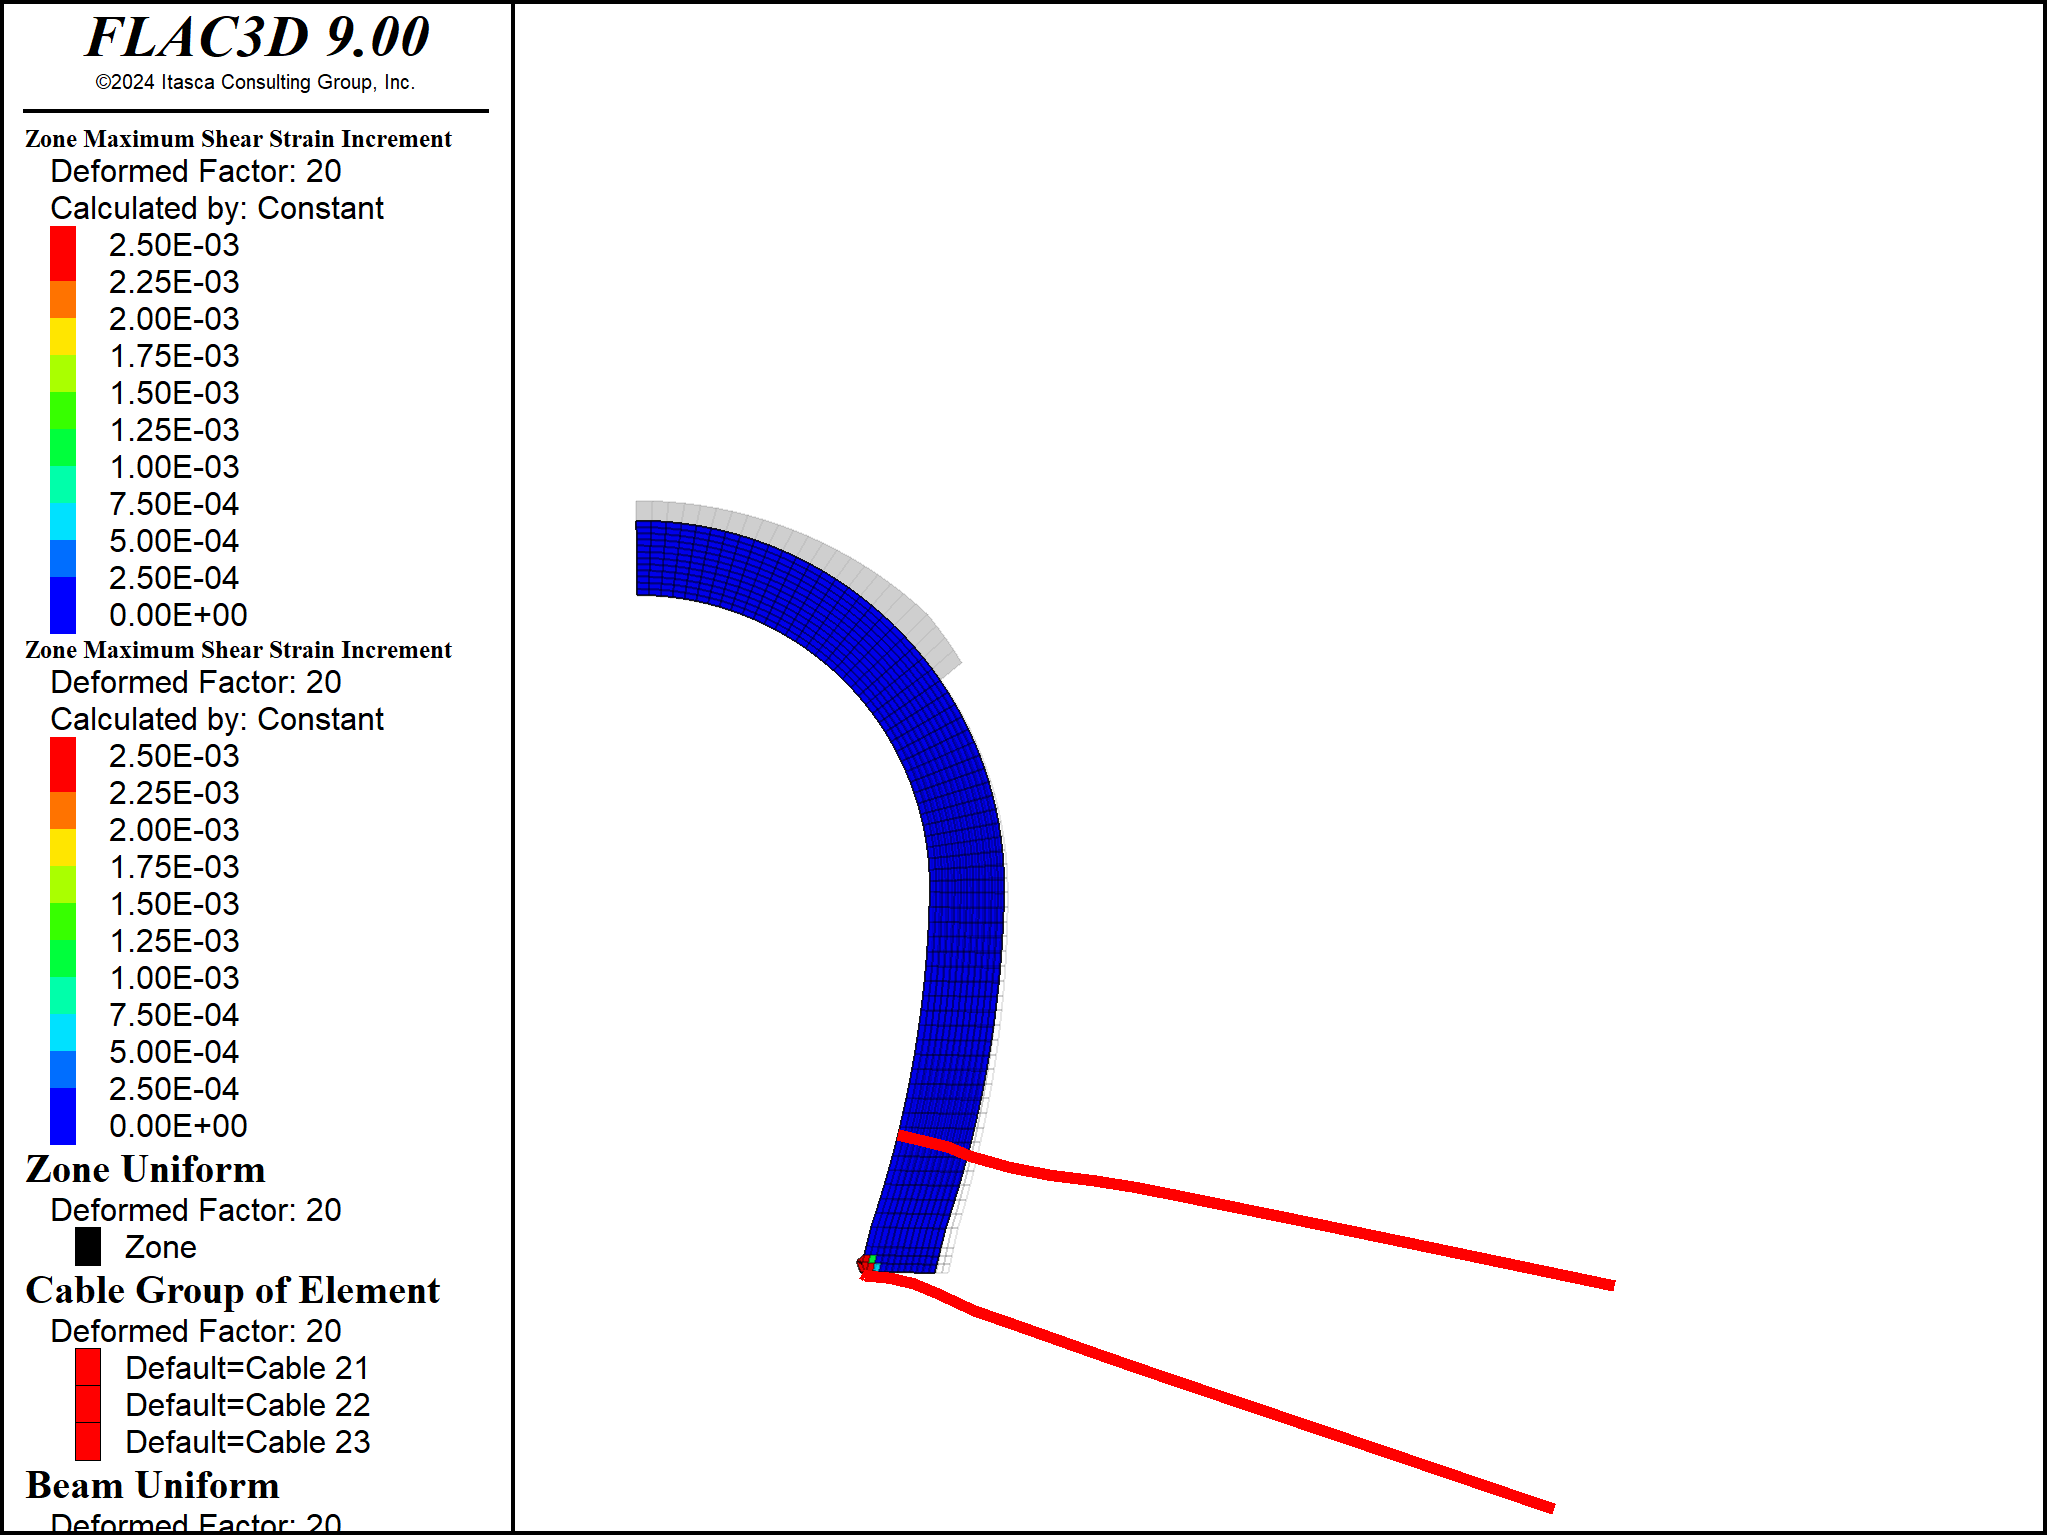 FLAC3D 9.00
©2024 Itasca Consulting Group, Inc.
Zone Maximum Shear Strain Increment
Deformed Factor: 20
Calculated by: Constant
2.50E-03
2.25E-03
2.00E-03
1.75E-03
1.50E-03
1.25E-03
1.00E-03
7.50E-04
5.00E-04
2.50E-04
0.00E+00
Zone Maximum Shear Strain Increment
Deformed Factor: 20
Calculated by: Constant
2.50E-03
2.25E-03
2.00E-03
1.75E-03
1.50E-03
1.25E-03
1.00E-03
7.50E-04
5.00E-04
2.50E-04
0.00E+00
Zone Uniform
Deformed Factor: 20
Zone
Cable Group of Element
Deformed Factor: 20
Default=Cable 21
Default=Cable 22
Default=Cable 23
Beam Uniform
Deformed Factor: 20